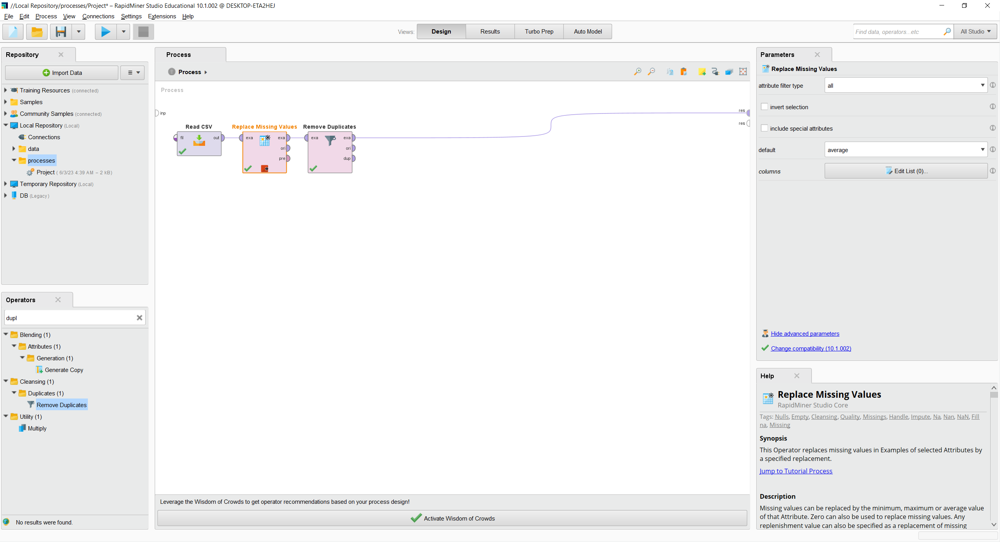 //Local Repository/processes/Project* – RapidMiner Studio Educational 10.1.002 @ DESKTOP-ETA2HEJ
File Edit Process View Connections Settings Extensions Help
Views: Design Results Turbo Prep Auto Model
Find data, operators...etc All Studio
Repository
Import Data
Training Resources (connected)
Samples
Community Samples (connected)
Local Repository (Local)
Connections
data
processes
Project ( 6/3/23 4:39 AM – 2 kB)
Temporary Repository (Local)
DB (Legacy)
Operators
dupl
Blending (1)
Attributes (1)
Generation (1)
Generate Copy
Cleansing (1)
Duplicates (1)
Remove Duplicates
Utility (1)
Multiply
No results were found.
Process
Process
Process
inp
res
res
Read CSV
fil out
Replace Missing Values
exa exa
ori
pre
Remove Duplicates
exa exa
ori
dup
Leverage the Wisdom of Crowds to get operator recommendations based on your process design!
Activate Wisdom of Crowds
Parameters
Replace Missing Values
attribute filter type all
invert selection
include special attributes
default average
columns Edit List (0)...
Hide advanced parameters
Change compatibility (10.1.002)
Help
Replace Missing Values
RapidMiner Studio Core
Tags: Nulls, Empty, Cleansing, Quality, Missings, Handle, Impute, Na, Nan, NaN, Fill
na, Missing
Synopsis
This Operator replaces missing values in Examples of selected Attributes by
a specified replacement.
Jump to Tutorial Process
Description
Missing values can be replaced by the minimum, maximum or average value
of that Attribute. Zero can also be used to replace missing values. Any
replenishment value can also be specified as a replacement of missing